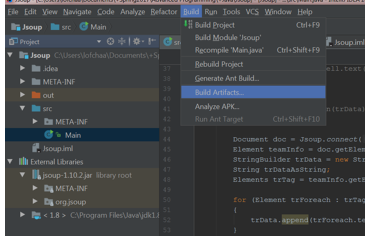 File Edit View Navigate Code Analyze Refactor Build Run Tools VCS Window Help
Jsoup src Main
Project
Jsoup C:\Users\lofchaa\Documents\
.idea
META-INF
out
src
META-INF
Main
Jsoup.iml
External Libraries
jsoup-1.10.2.jar library root
META-INF
org.jsoup
< 1.8 > C:\Program Files\Java\jdk1.
Build Project Ctrl+F9
Build Module 'Jsoup'
Recompile 'Main.java' Ctrl+Shift+F9
Rebuild Project
Generate Ant Build...
Build Artifacts...
Analyze APK...
Run Ant Target Ctrl+Shift+F10
Jsoup.iml
ell.text
(trData)
Document doc = Jsoup.connect(
Element teamInfo = doc.getElem
StringBuilder trData = new Str
String trDataAsString;
Elements trTag = teamInfo.getE
for (Element trForeach : trTag
{
trData.append(trForeach.te